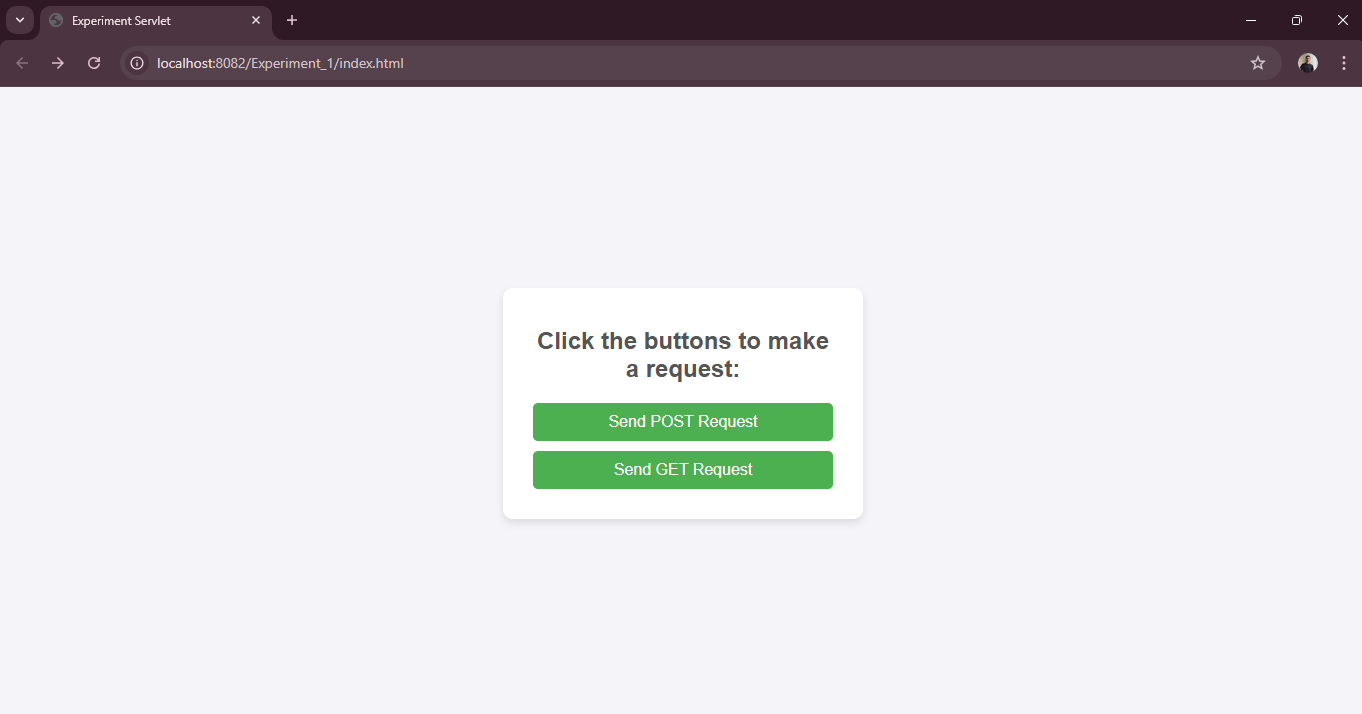 Experiment Servlet
localhost:8082/Experiment_1/index.html
Click the buttons to make
a request:
Send POST Request
Send GET Request